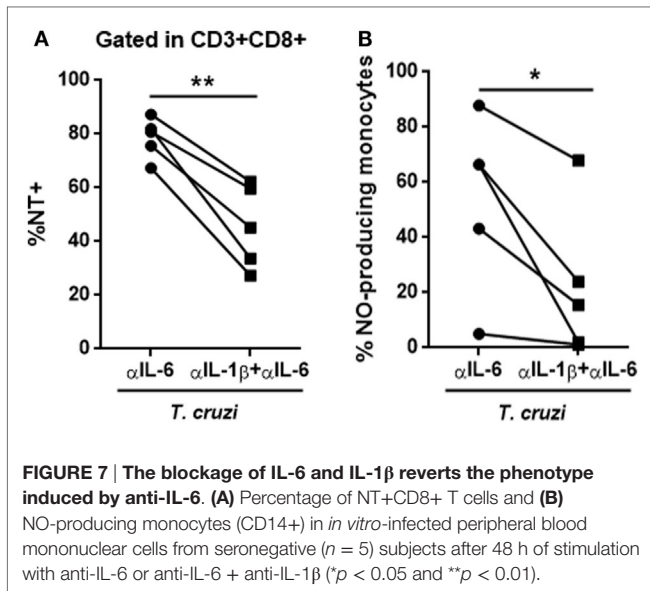 A Gated in CD3+CD8+
**
%NT+
100
80
60
40
20
0
αIL-6 αIL-1β+αIL-6
T. cruzi
B
*
% NO-producing monocytes
100
80
60
40
20
0
αIL-6 αIL-1β+αIL-6
T. cruzi
FIGURE 7 | The blockage of IL-6 and IL-1β reverts the phenotype
induced by anti-IL-6. (A) Percentage of NT+CD8+ T cells and (B)
NO-producing monocytes (CD14+) in in vitro-infected peripheral blood
mononuclear cells from seronegative (n = 5) subjects after 48 h of stimulation
with anti-IL-6 or anti-IL-6 + anti-IL-1β (*p < 0.05 and **p < 0.01).